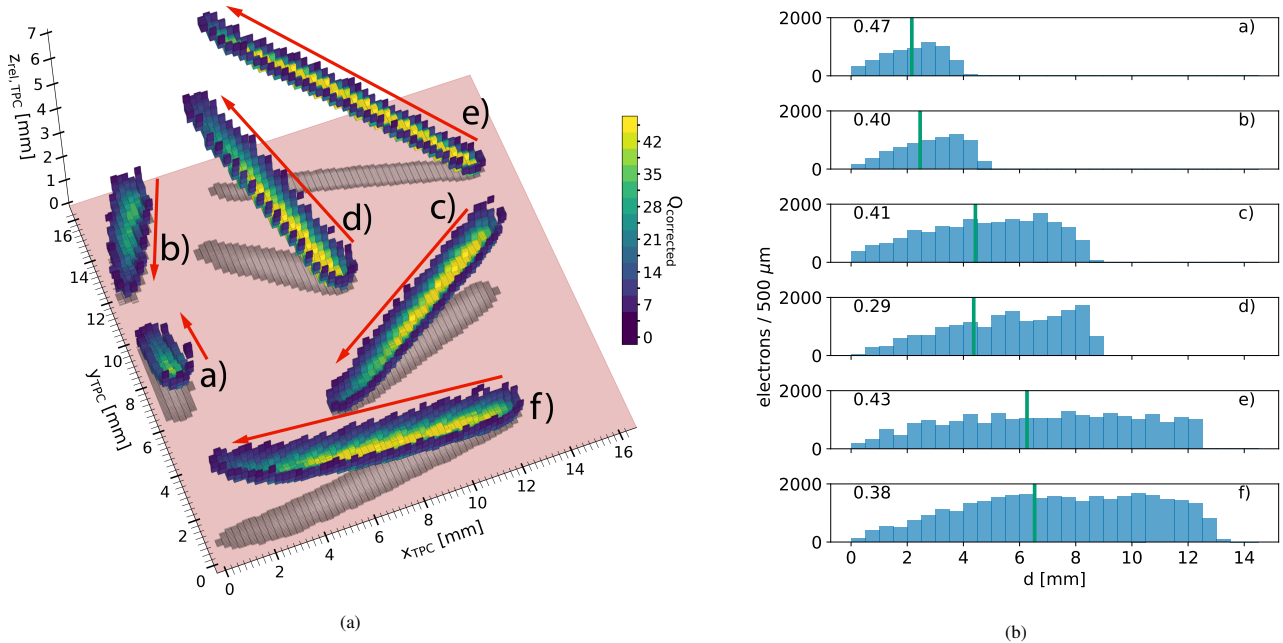 7
6
5
4
3
2
1
0
z_rel, TPC [mm]
16
14
12
10
8
6
4
2
0
y_TPC [mm]
0
2
4
6
8
10
12
14
16
x_TPC [mm]
a)
b)
c)
d)
e)
f)
42
35
28
21
14
7
0
Q_corrected
(a)
2000
0
0.47
a)
2000
0
0.40
b)
2000
0
0.41
c)
2000
0
0.29
d)
2000
0
0.43
e)
2000
0
0.38
f)
electrons / 500 μm
0
2
4
6
8
10
12
14
d [mm]
(b)